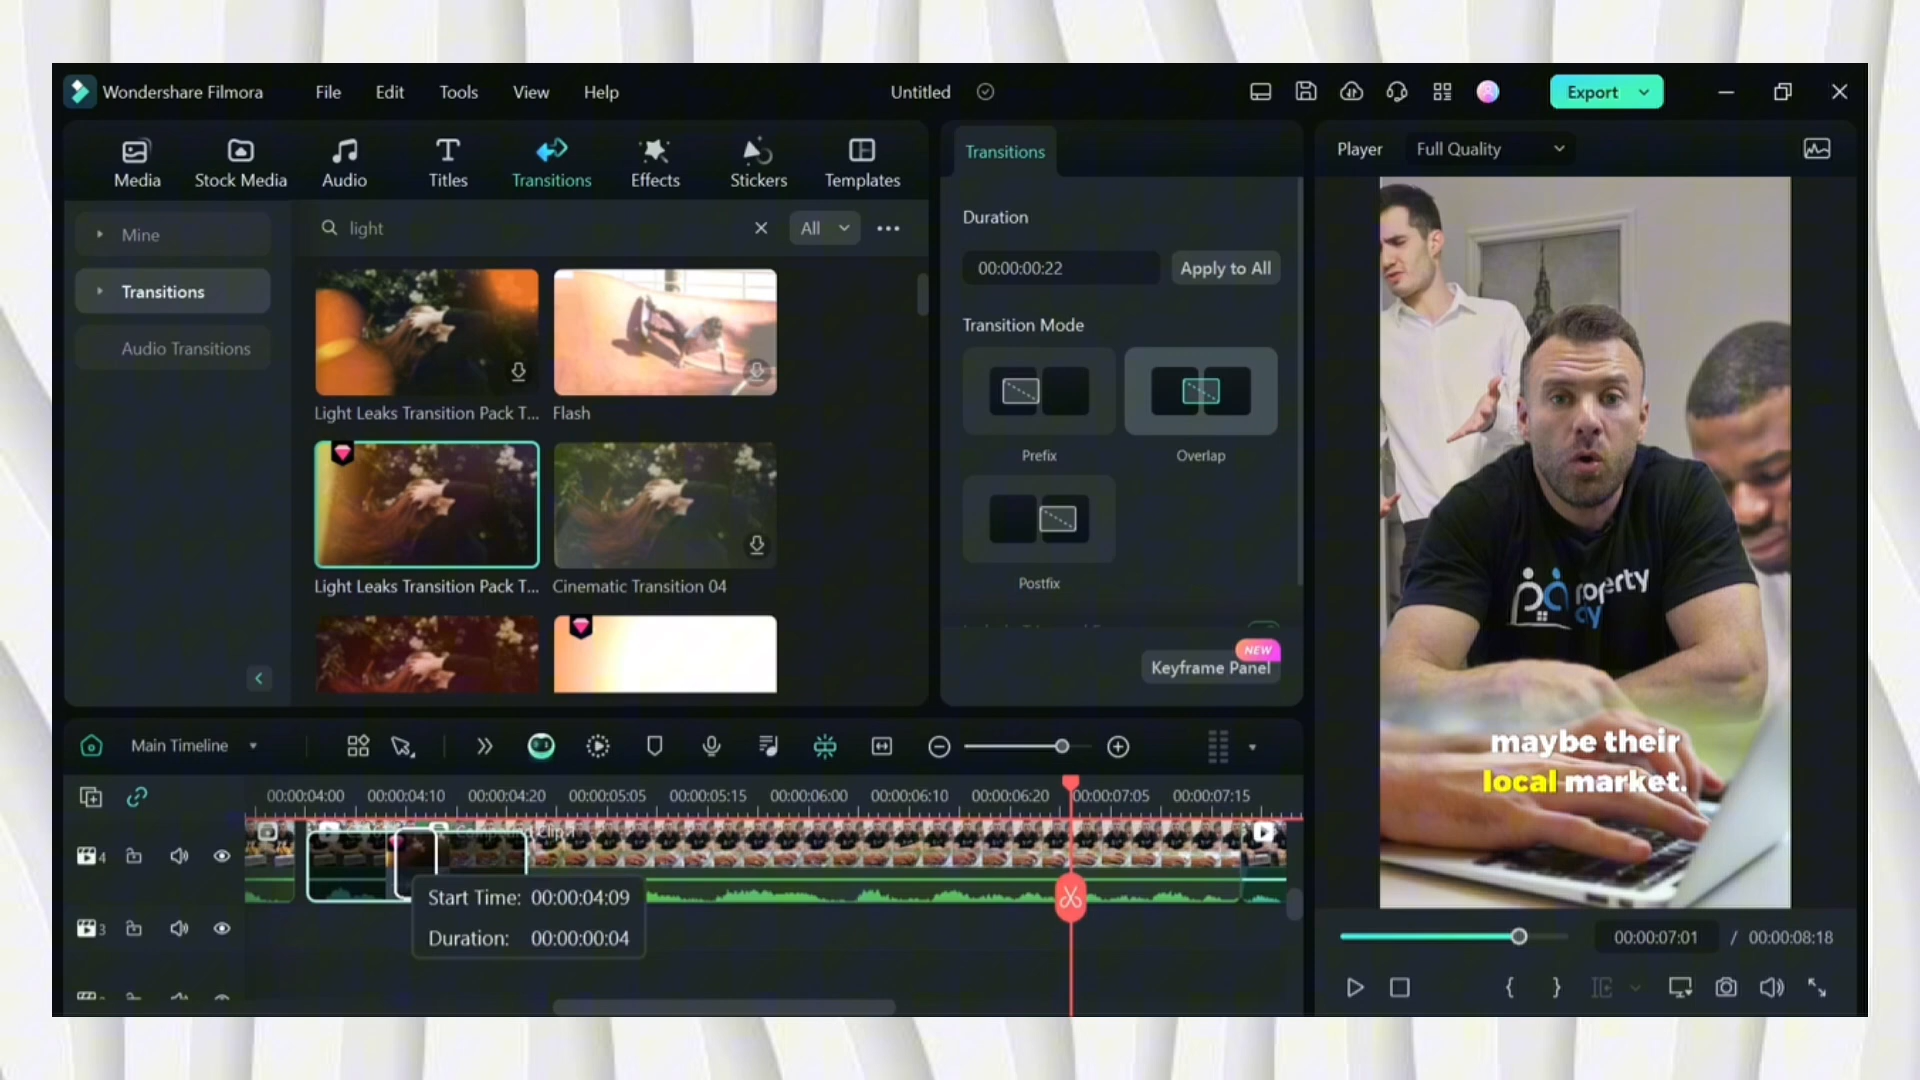 Wondershare Filmora
File
Edit
Tools
View
Help
Untitled
Export
Media
Stock Media
Audio
Titles
Transitions
Effects
Stickers
Templates
Mine
Transitions
Audio Transitions
light
All
Light Leaks Transition Pack T...
Flash
Light Leaks Transition Pack T...
Cinematic Transition 04
Transitions
Duration
00:00:00:22
Apply to All
Transition Mode
Prefix
Overlap
Postfix
NEW
Keyframe Panel
Player
Full Quality
roperty
maybe their
local market.
00:00:07:01 / 00:00:08:18
Main Timeline
00:00:04:00
00:00:04:10
00:00:04:20
00:00:05:05
00:00:05:15
00:00:06:00
00:00:06:10
00:00:06:20
00:00:07:05
00:00:07:15
4
Start Time: 00:00:04:09
Duration: 00:00:00:04
3